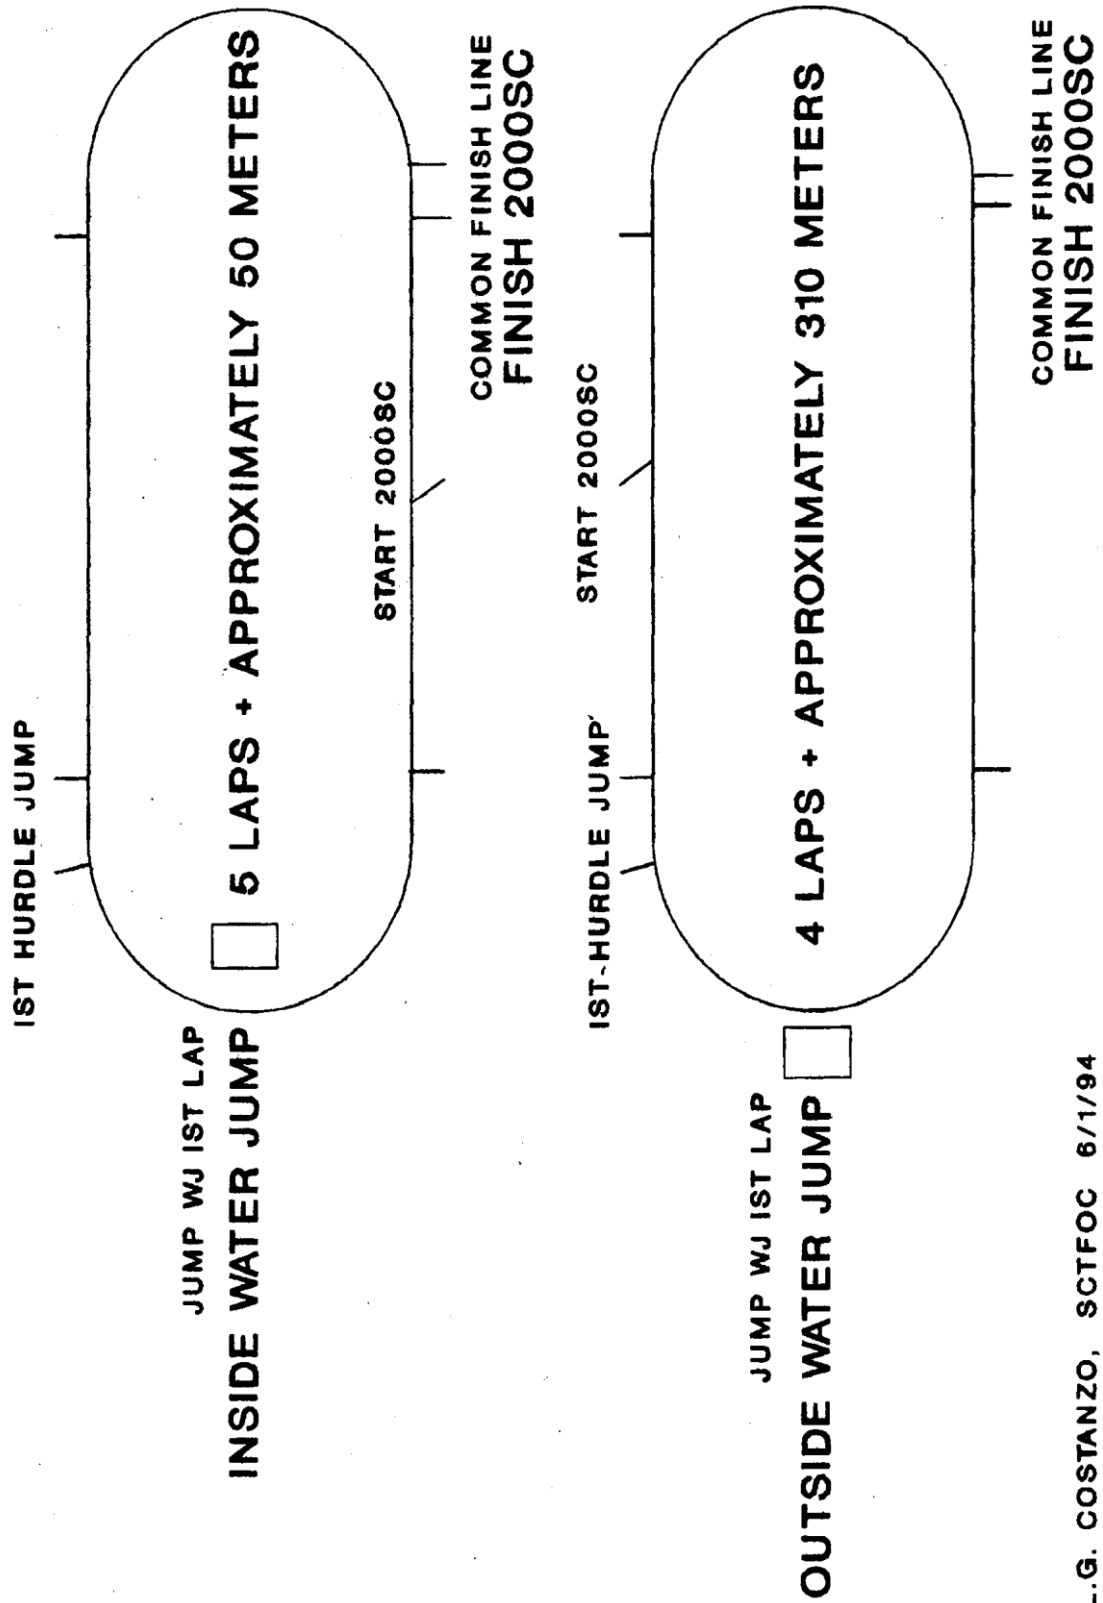 IST HURDLE JUMP
JUMP WJ IST LAP
INSIDE WATER JUMP
5 LAPS + APPROXIMATELY 50 METERS
START 2000SC
COMMON FINISH LINE
FINISH 2000SC
START 2000SC
IST-HURDLE JUMP
JUMP WJ IST LAP
OUTSIDE WATER JUMP
4 LAPS + APPROXIMATELY 310 METERS
COMMON FINISH LINE
FINISH 2000SC
.G. COSTANZO, SCTFOC 6/1/94